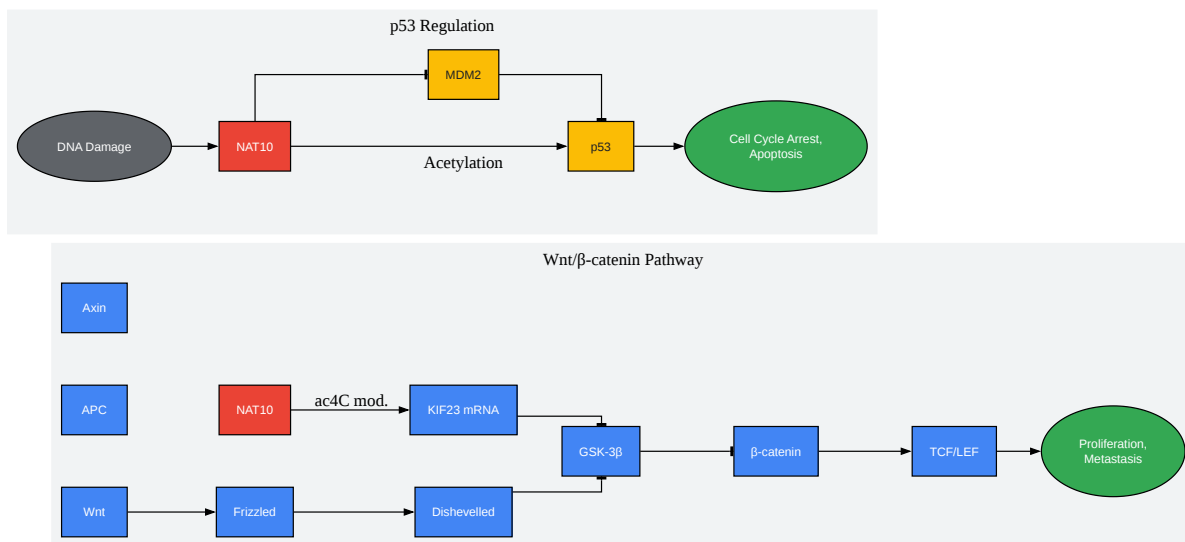 p53 Regulation
MDM2
DNA Damage
NAT10
Acetylation
p53
Cell Cycle Arrest,
Apoptosis
Wnt/β-catenin Pathway
Axin
APC
NAT10
ac4C mod.
KIF23 mRNA
GSK-3β
β-catenin
TCF/LEF
Proliferation,
Metastasis
Wnt
Frizzled
Dishevelled